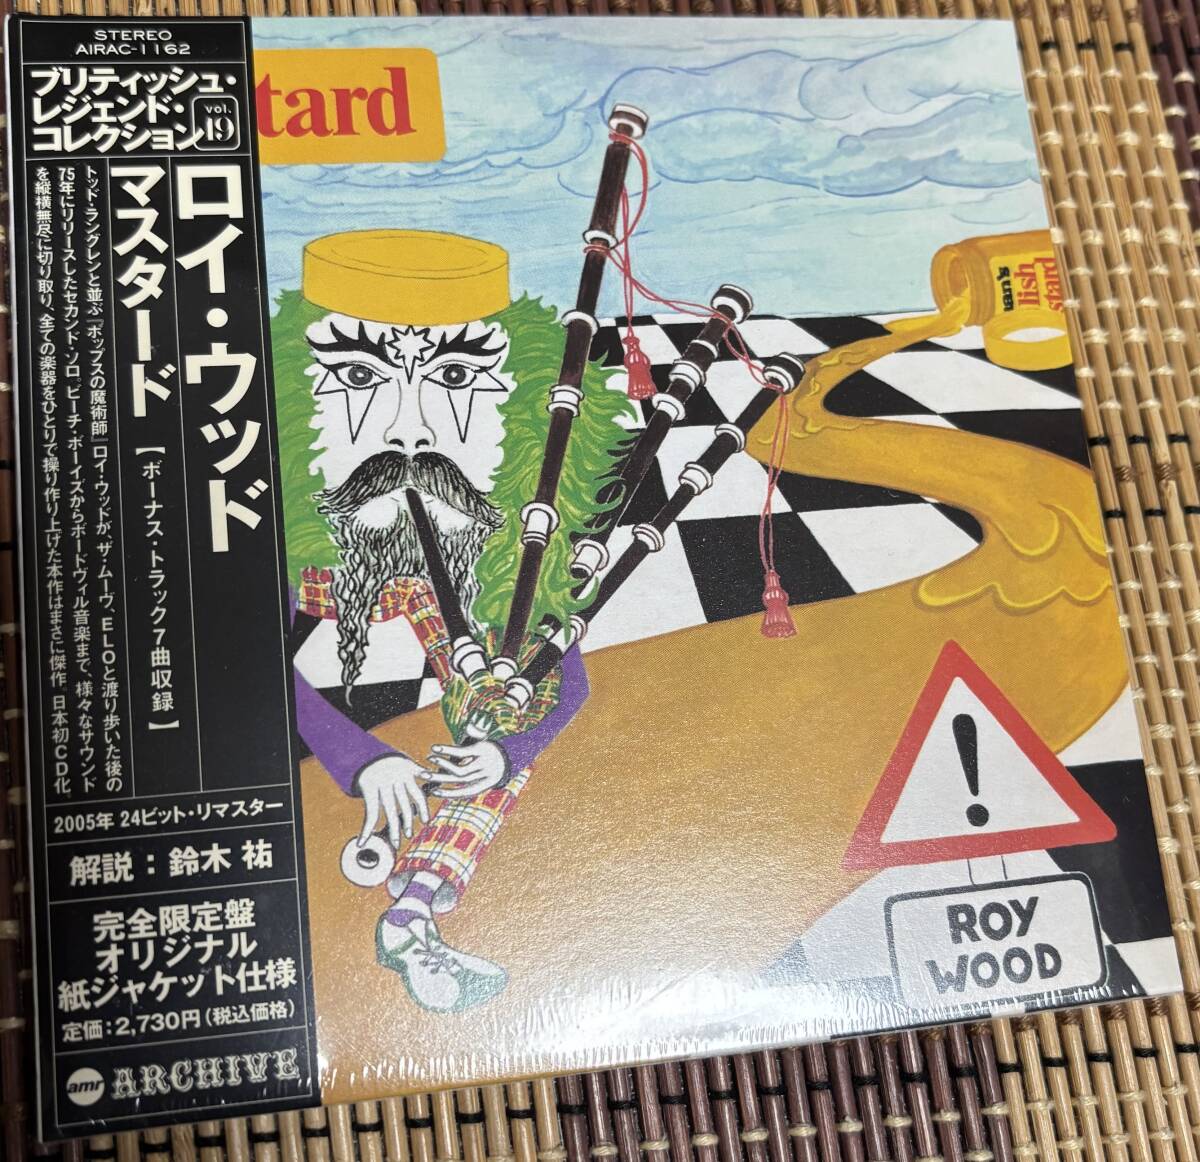 STEREO
AIRAC-1162
ブリティッシュ・
レジェンド・
コレクション
vol.
19
ロイ・ウッド
マスタード【ボーナス・トラック7曲収録】
トッド・ラングレンと並ぶ『ポップスの魔術師』ロイ・ウッドが、ザ・ムーヴ、ELOと渡り歩いた後の
75年にリリースしたセカンド・ソロ。ビーチ・ボーイズからボードヴィル音楽まで、様々なサウンド
を縦横無尽に切り取り、全ての楽器をひとりで操り作り上げた本作はまさに傑作。日本初CD化。
2005年 24ビット・リマスター
解説：鈴木 祐
完全限定盤
オリジナル
紙ジャケット仕様
定価：2,730円（税込価格）
amr ARCHIVE
tard
lish
stard
ROY
WOOD